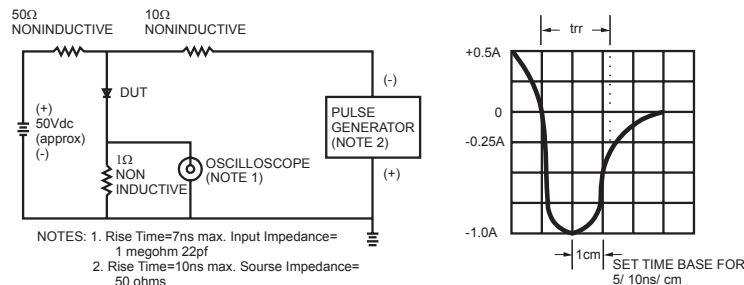 50Ω
NONINDUCTIVE
10Ω
NONINDUCTIVE
DUT
(+)
50Vdc
(approx)
(-)
1Ω
NON
INDUCTIVE
OSCILLOSCOPE
(NOTE 1)
(-)
PULSE
GENERATOR
(NOTE 2)
(+)
NOTES: 1. Rise Time=7ns max. Input Impedance=
1 megohm 22pf
2. Rise Time=10ns max. Sourse Impedance=
50 ohms
trr
+0.5A
0
-0.25A
-1.0A
1cm
SET TIME BASE FOR
5/ 10ns/ cm